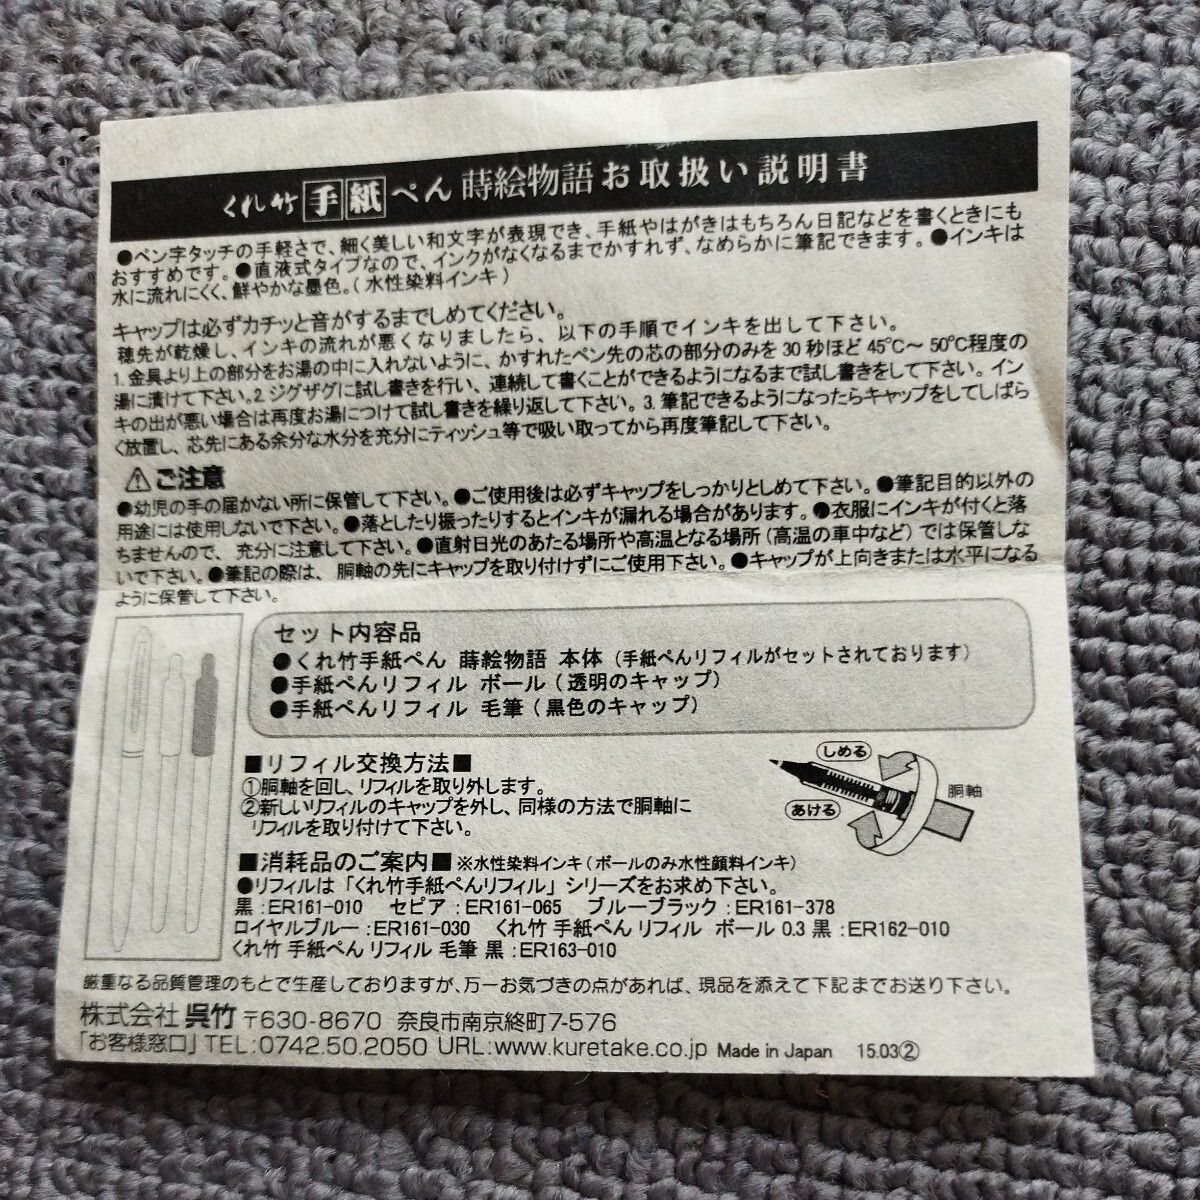 くれ竹手紙ぺん 蒔絵物語お取扱い説明書
●ペン字タッチの手軽さで、細く美しい和文字が表現でき、手紙やはがきはもちろん日記などを書くときにも
おすすめです。●直液式タイプなので、インクがなくなるまでかすれず、なめらかに筆記できます。●インキは
水に流れにくく、鮮やかな墨色。(水性染料インキ)
キャップは必ずカチッと音がするまでしめてください。
穂先が乾燥し、インキの流れが悪くなりましたら、以下の手順でインキを出して下さい。
1. 金具より上の部分をお湯の中に入れないように、かすれたペン先の芯の部分のみを30秒ほど45℃～50℃程度の
湯に漬けて下さい。2. ジグザグに試し書きを行い、連続して書くことができるようになるまで試し書きをして下さい。イン
キの出が悪い場合は再度お湯につけて試し書きを繰り返して下さい。3. 筆記できるようになったらキャップをしてしばら
く放置し、芯先にある余分な水分を充分にティッシュ等で吸い取ってから再度筆記して下さい。
⚠ご注意
●幼児の手の届かない所に保管して下さい。●ご使用後は必ずキャップをしっかりとしめて下さい。●筆記目的以外の
用途には使用しないで下さい。●落としたり振ったりするとインキが漏れる場合があります。●衣服にインキが付くと落
ちませんので、充分に注意して下さい。●直射日光のあたる場所や高温となる場所(高温の車中など)では保管しな
いで下さい。●筆記の際は、胴軸の先にキャップを取り付けずにご使用下さい。●キャップが上向きまたは水平になる
ように保管して下さい。
セット内容品
●くれ竹手紙ぺん 蒔絵物語 本体 (手紙ぺんリフィルがセットされております)
●手紙ぺんリフィル ボール(透明のキャップ)
●手紙ぺんリフィル 毛筆(黒色のキャップ)
■リフィル交換方法■
①胴軸を回し、リフィルを取り外します。
②新しいリフィルのキャップを外し、同様の方法で胴軸に
リフィルを取り付けて下さい。
しめる
あける
胴軸
■消耗品のご案内■ ※水性染料インキ(ボールのみ水性顔料インキ)
●リフィルは「くれ竹手紙ぺんリフィル」シリーズをお求め下さい。
黒:ER161-010 セピア:ER161-065 ブルーブラック:ER161-378
ロイヤルブルー:ER161-030 くれ竹 手紙ぺん リフィル ボール 0.3 黒:ER162-010
くれ竹 手紙ぺん リフィル 毛筆 黒:ER163-010
厳重なる品質管理のもとで生産しておりますが、万一お気づきの点があれば、現品を添えて下記までお送り下さい。
株式会社 呉竹 〒630-8670 奈良市南京終町7-576
「お客様窓口」TEL:0742.50.2050 URL:www.kuretake.co.jp Made in Japan 15.03②